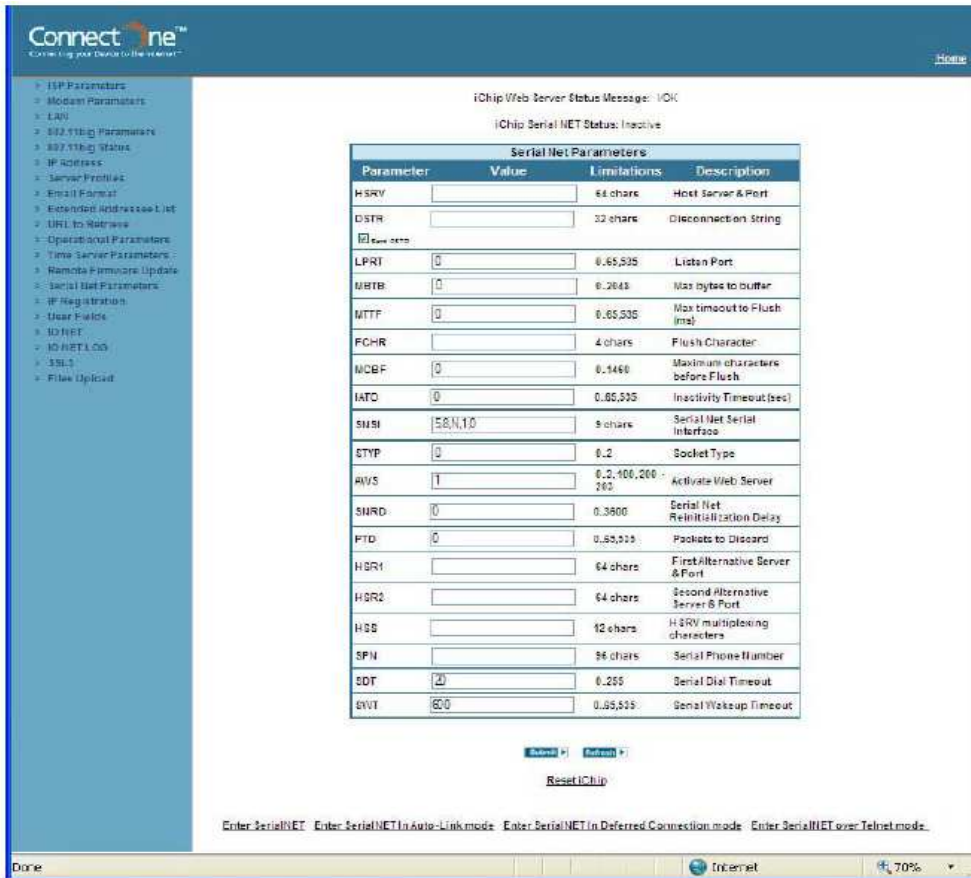 Connect One™
Connecting your Device to the Internet™
Home
ISP Parameters
Modem Parameters
LAN
802.11b/g Parameters
802.11b/g Status
IP Address
Server Profiles
Email Format
Extended Addressee List
URL to Retrieve
Operational Parameters
Time Server Parameters
Remote Firmware Update
Serial Net Parameters
IP Registration
User Fields
IO NET
IO NET LOG
SSL3
Files Upload
iChip Web Server Status Message: I/OK
iChip Serial NET Status: Inactive
Serial Net Parameters
Parameter Value Limitations Description
HSRV 64 chars Host Server & Port
DSTR 32 chars Disconnection String
LPRT 0 0..65,535 Listen Port
MBTB 0 0..2048 Max bytes to buffer
MTTF 0 0..65,535 Max timeout to Flush (ms)
FCHR 4 chars Flush Character
MCBF 0 0..1460 Maximum characters before Flush
IATO 0 0..65,535 Inactivity Timeout (sec)
SNSI 5,8,N,1,0 9 chars Serial Net Serial Interface
STYP 0 0..2 Socket Type
AWS 1 0..2, 100, 200 - 203 Activate Web Server
SNRD 0 0..3600 Serial Net Reinitialization Delay
PTD 0 0..65,535 Packets to Discard
HSR1 64 chars First Alternative Server & Port
HSR2 64 chars Second Alternative Server & Port
HSS 12 chars HSRV multiplexing characters
SPN 96 chars Serial Phone Number
SDT 20 0..255 Serial Dial Timeout
SWT 600 0..65,535 Serial Wakeup Timeout
Submit Refresh
Reset iChip
Enter SerialNET Enter SerialNET In Auto-Link mode Enter SerialNET In Deferred Connection mode Enter SerialNET over Telnet mode
Done Internet 70%